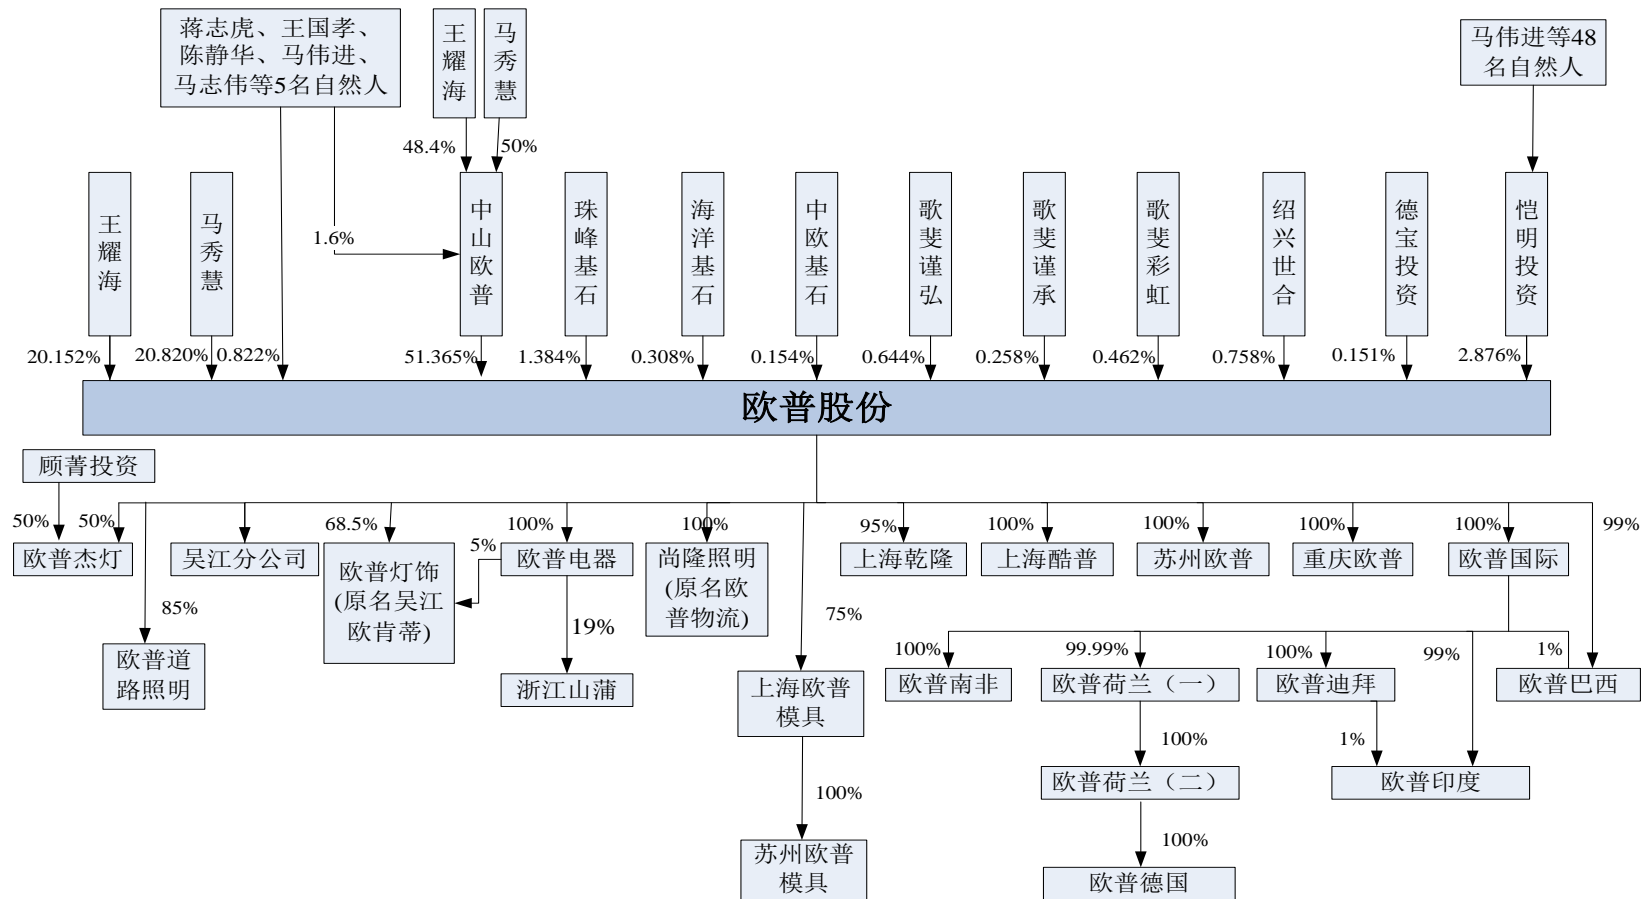 蒋志虎、王国孝、
陈静华、马伟进、
马志伟等5名自然人
王耀海
马秀慧
马伟进等48
名自然人
48.4%
50%
王耀海
马秀慧
1.6%
中山欧普
珠峰基石
海洋基石
中欧基石
歌斐谨弘
歌斐谨承
歌斐彩虹
绍兴世合
德宝投资
恺明投资
20.152%
20.820%
0.822%
51.365%
1.384%
0.308%
0.154%
0.644%
0.258%
0.462%
0.758%
0.151%
2.876%
欧普股份
顾菁投资
50%
50%
68.5%
100%
100%
95%
100%
100%
100%
100%
99%
5%
欧普杰灯
吴江分公司
欧普灯饰
(原名吴江
欧肯蒂)
欧普电器
尚隆照明
(原名欧
普物流)
上海乾隆
上海酷普
苏州欧普
重庆欧普
欧普国际
85%
19%
75%
欧普道
路照明
浙江山蒲
上海欧普
模具
100%
99.99%
100%
99%
1%
欧普南非
欧普荷兰（一）
欧普迪拜
欧普巴西
100%
1%
欧普荷兰（二）
欧普印度
100%
100%
苏州欧普
模具
欧普德国